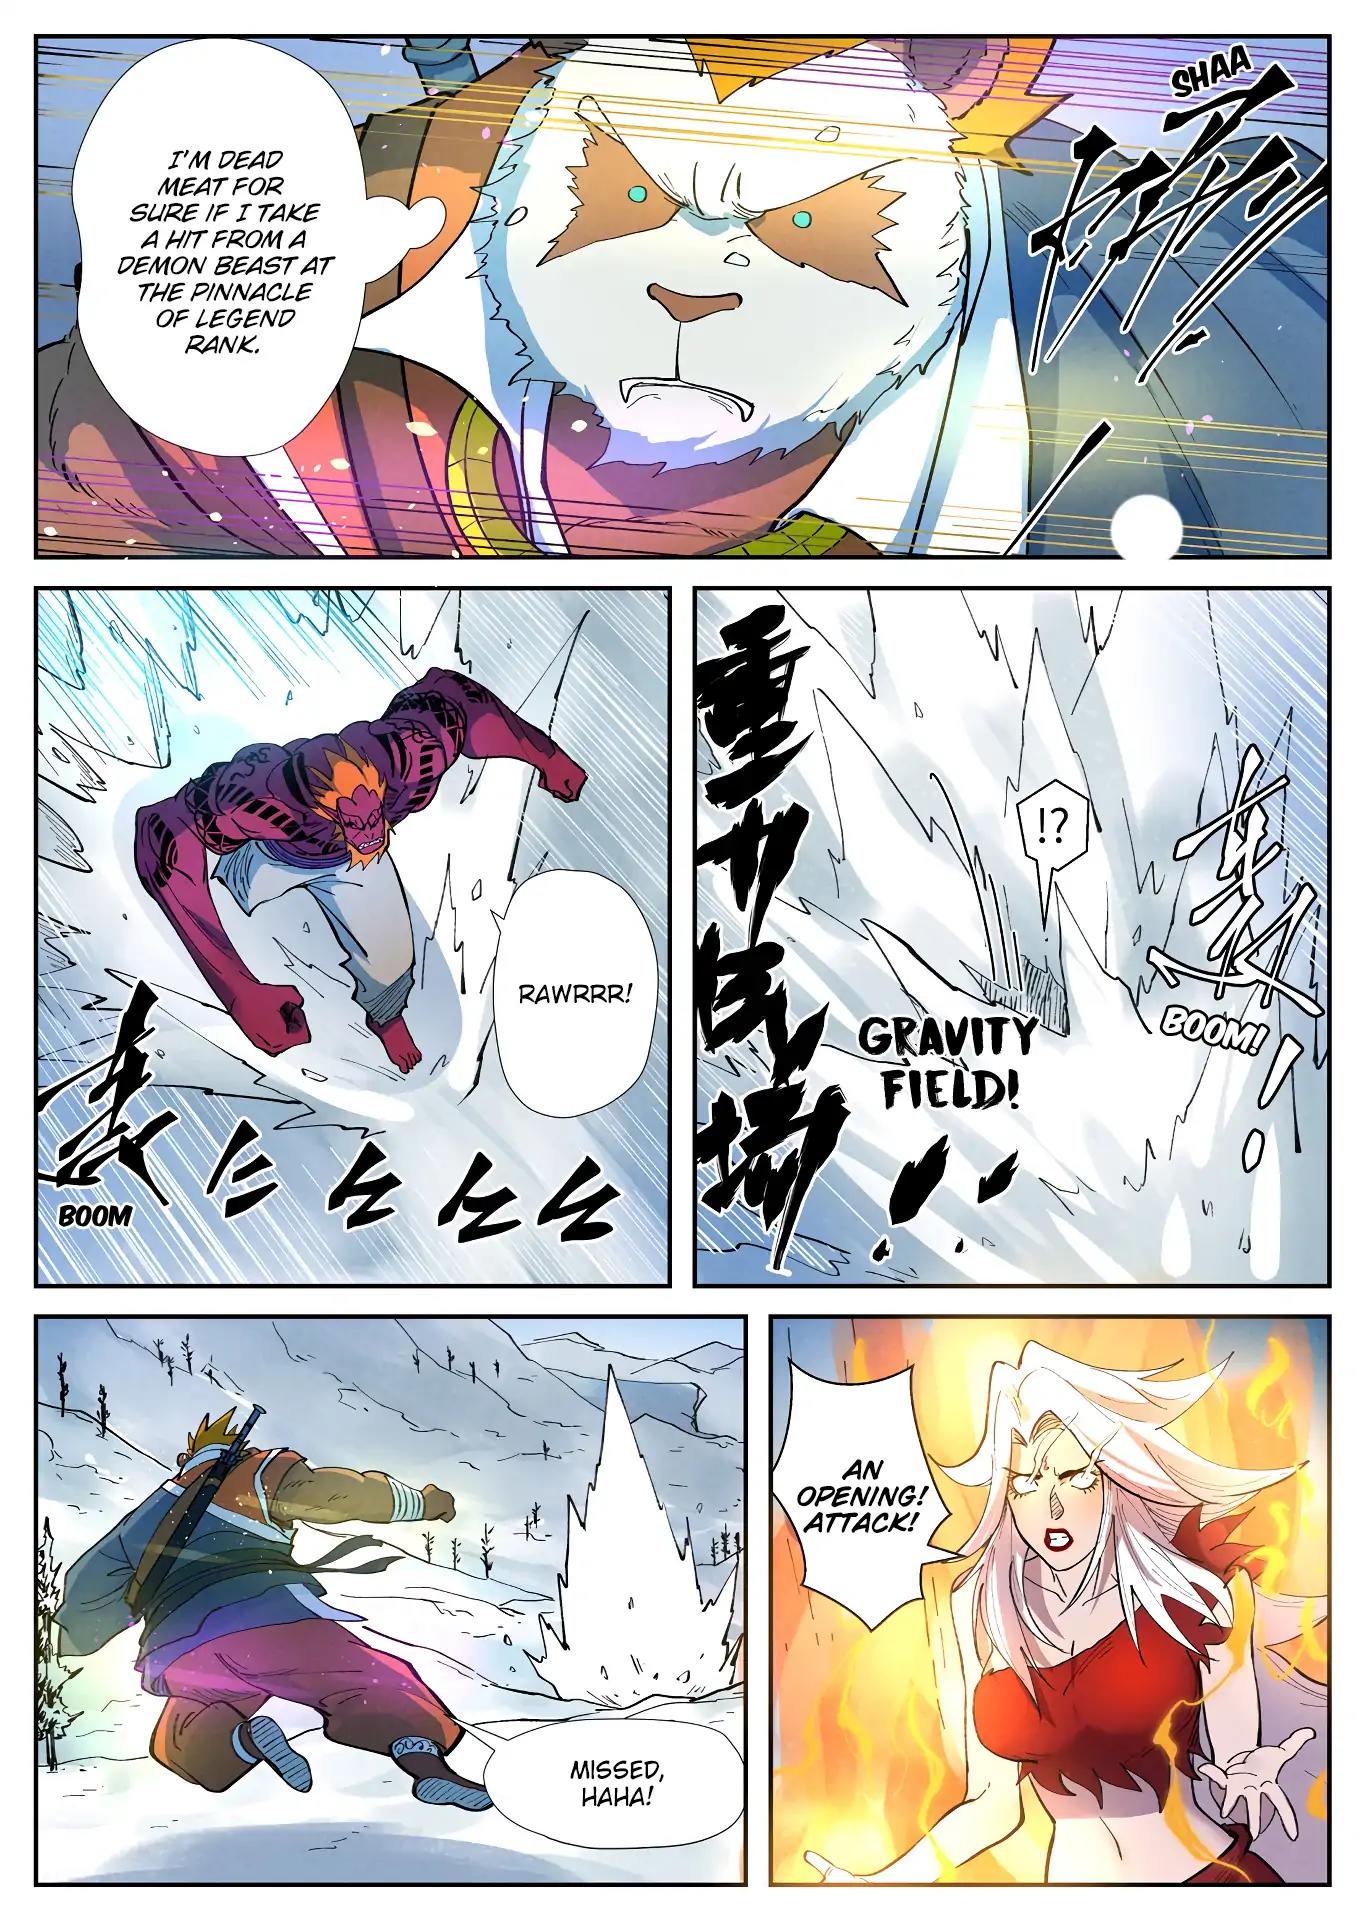 I'M DEAD
MEAT FOR
SURE IF I TAKE
A HIT FROM A
DEMON BEAST AT
THE PINNACLE
OF LEGEND
RANK.
SHAA
RAWRRR!
BOOM
重力场
!?
GRAVITY
FIELD!
BOOM!
MISSED,
HAHA!
AN
OPENING!
ATTACK!